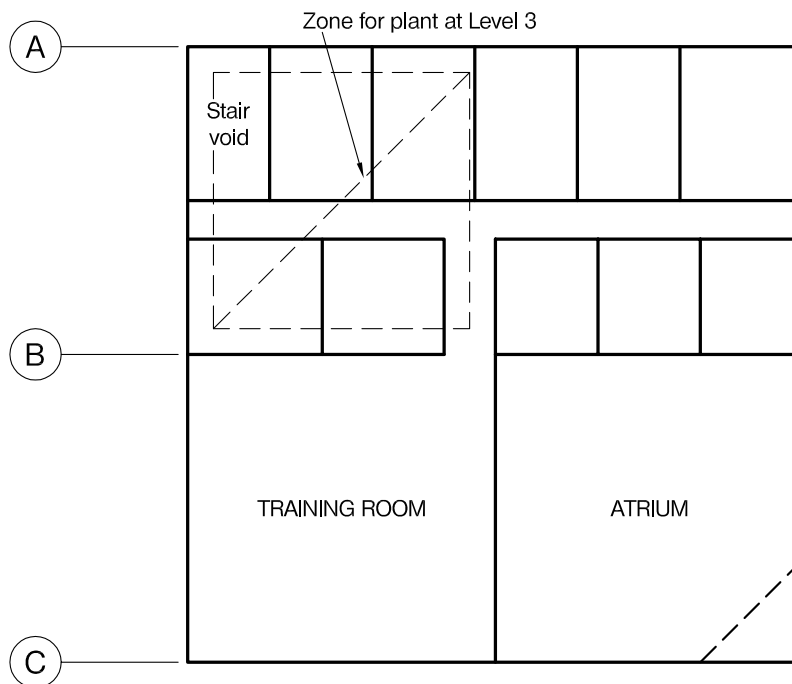 Zone for plant at Level 3
A
Stair
void
B
TRAINING ROOM
ATRIUM
C